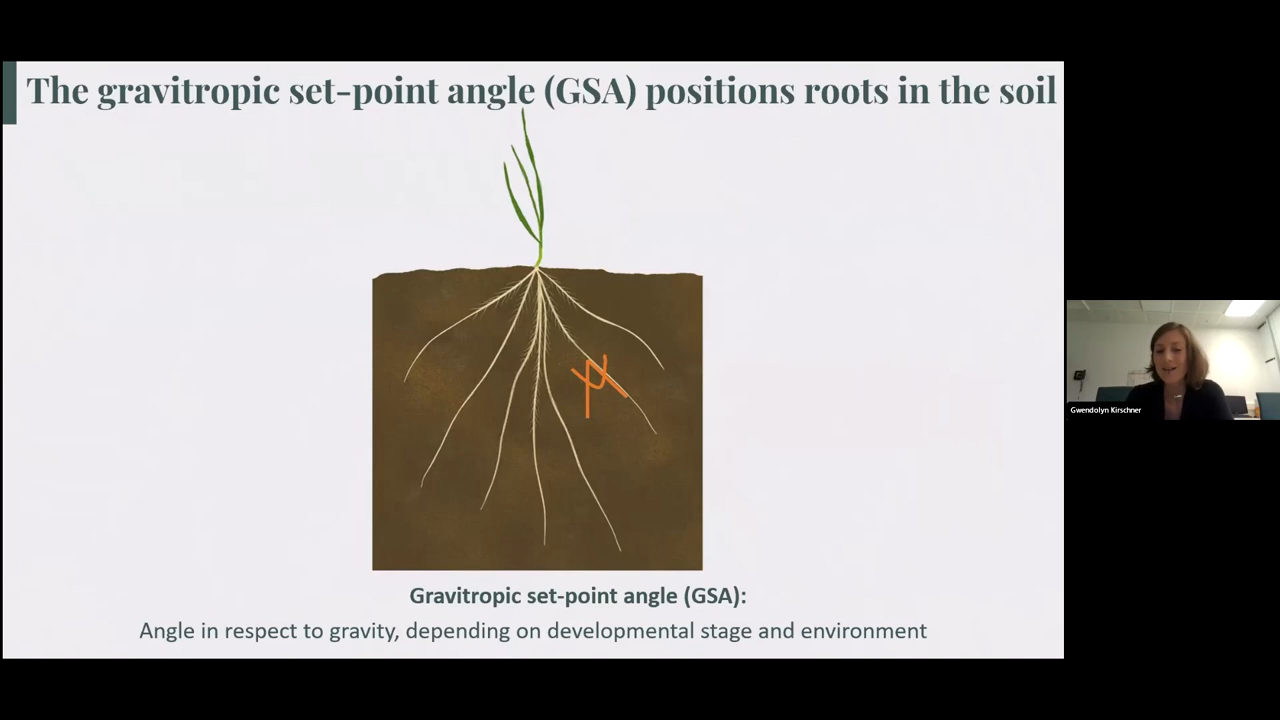 The gravitropic set-point angle (GSA) positions roots in the soil
Gwendolyn Kirschner
Gravitropic set-point angle (GSA):
Angle in respect to gravity, depending on developmental stage and environment